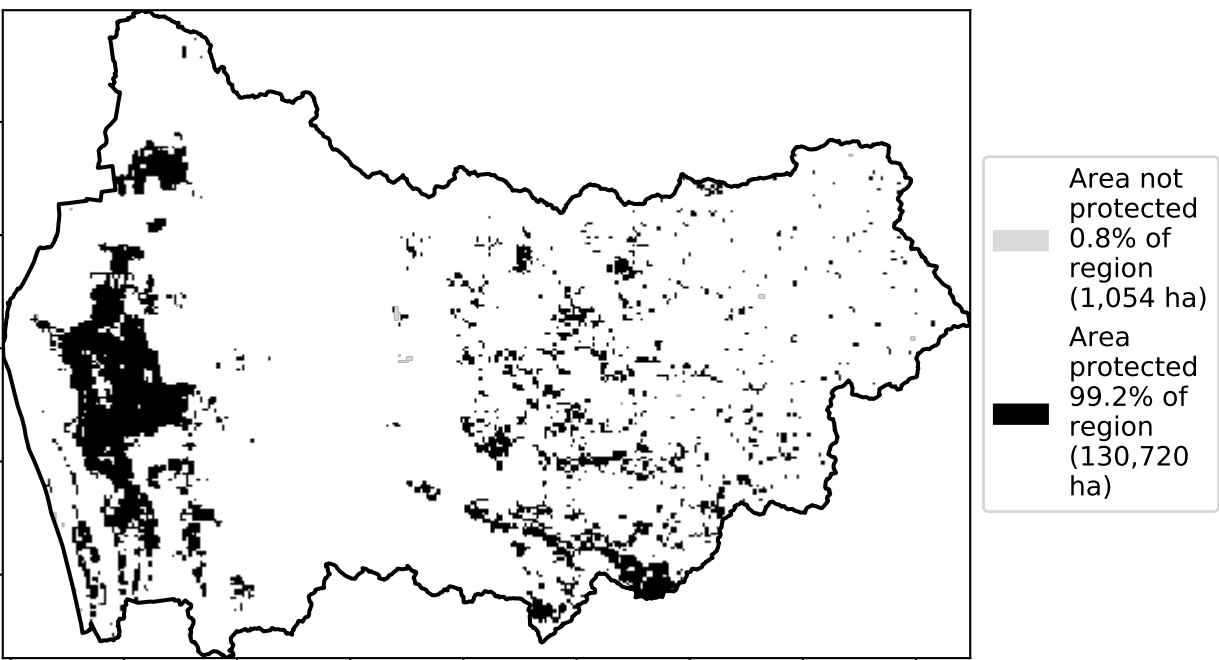 Area not
protected
0.8% of
region
(1,054 ha)
Area
protected
99.2% of
region
(130,720
ha)